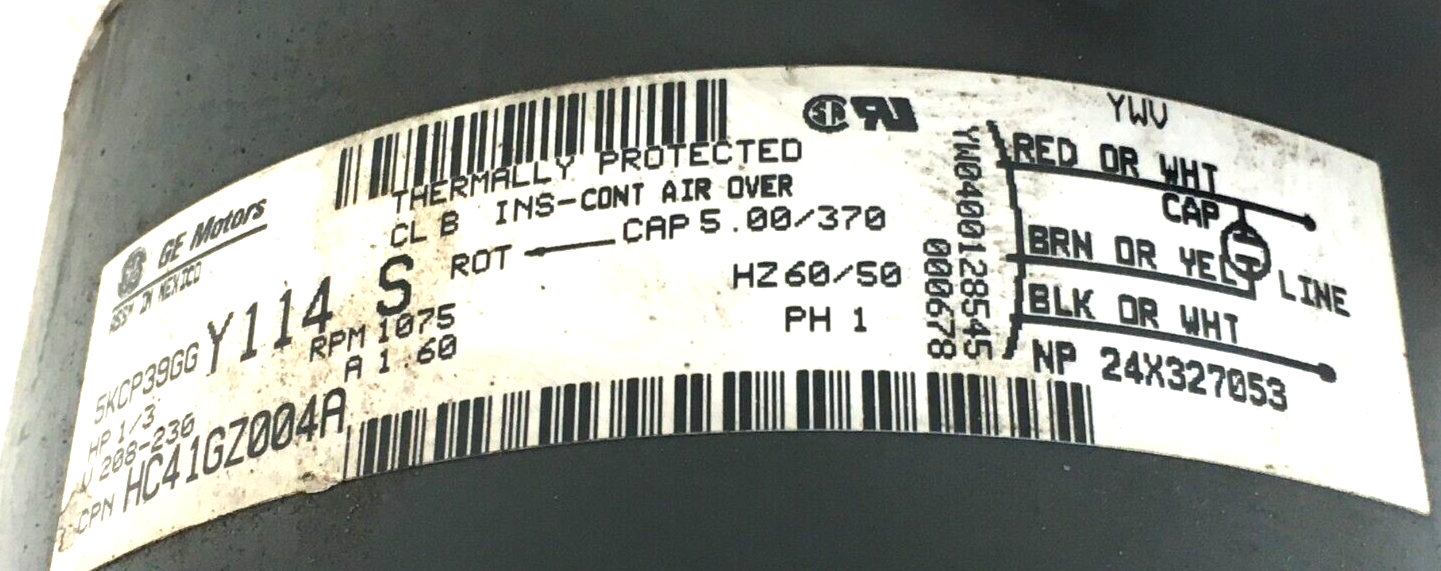 GE Motors
ASSY IN MEXICO
THERMALLY PROTECTED
CL B INS-CONT AIR OVER
ROT CAP 5.00/370
5KCP39GG Y114 S
HZ 60/50
HP 1/3 RPM 1075
PH 1
V 208-230 A 1.60
CPN HC41GZ004A
YW0400128545
000678
YWV
RED OR WHT
CAP
BRN OR YEL
LINE
BLK OR WHT
NP 24X327053